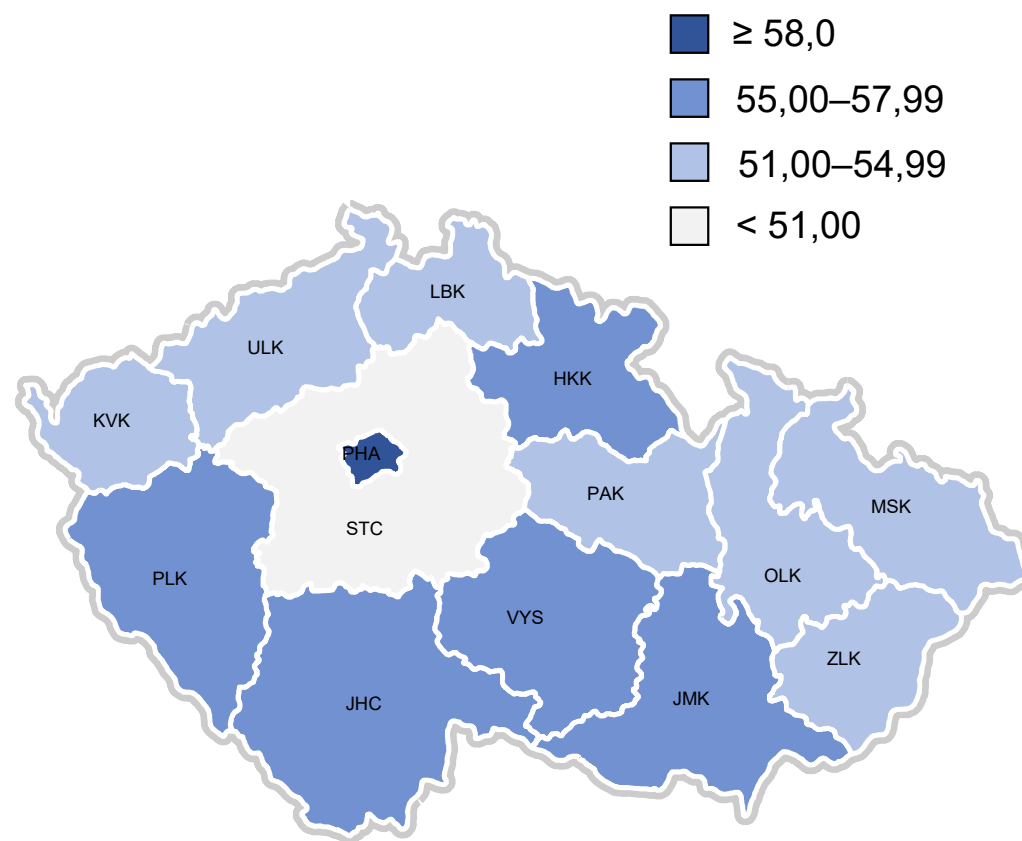 ≥ 58,0
55,00–57,99
51,00–54,99
< 51,00
LBK
ULK
HKK
KVK
PHA
PAK
MSK
STC
OLK
PLK
VYS
ZLK
JMK
JHC